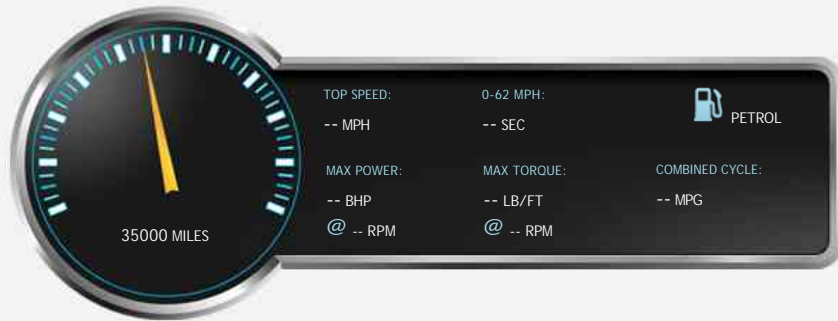 35000 MILES
TOP SPEED:
-- MPH
0-62 MPH:
-- SEC
PETROL
MAX POWER:
-- BHP
@ -- RPM
MAX TORQUE:
-- LB/FT
@ -- RPM
COMBINED CYCLE:
-- MPG